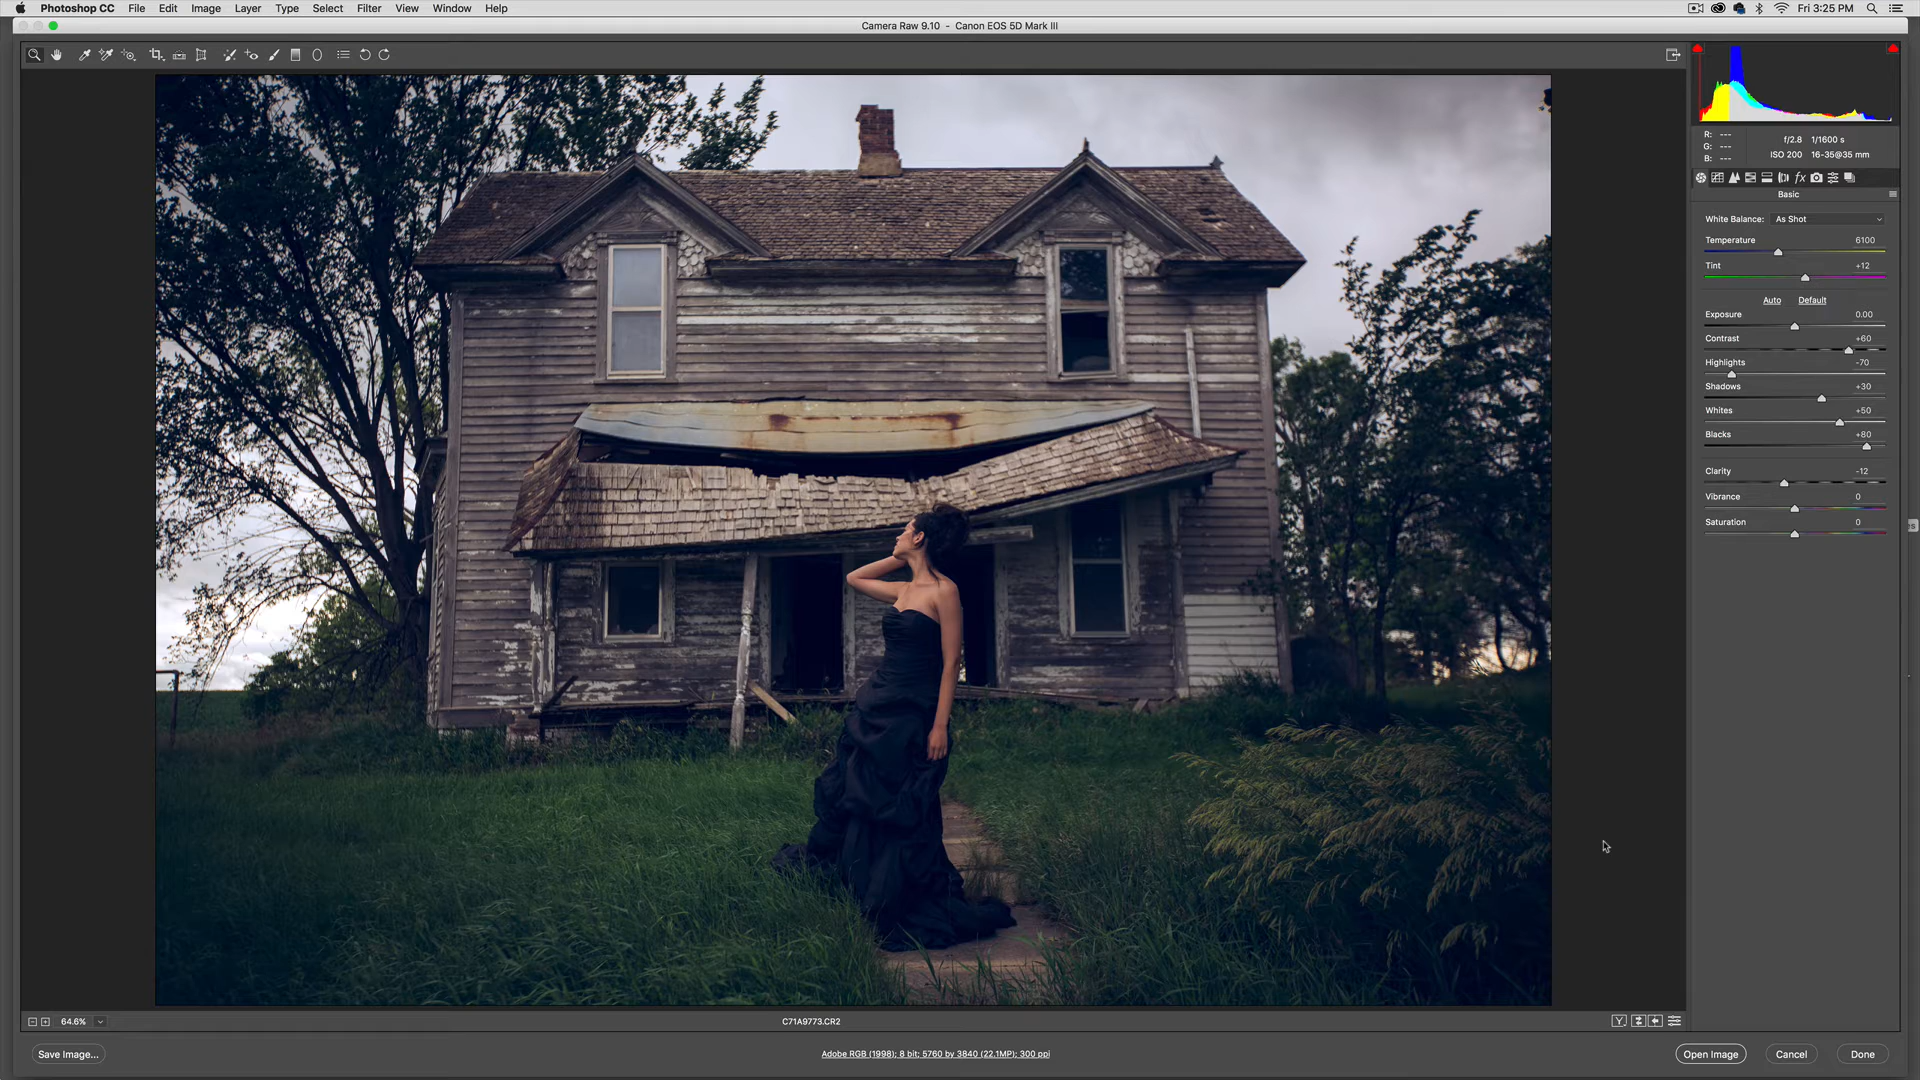 Photoshop CC File Edit Image Layer Type Select Filter View Window Help Fri 3:25 PM
Camera Raw 9.10 - Canon EOS 5D Mark III
R: --- f/2.8 1/1600 s
G: ---
B: --- ISO 200 16-35@35 mm
fx
Basic
White Balance: As Shot
Temperature 6100
Tint +12
Auto Default
Exposure 0.00
Contrast +60
Highlights -70
Shadows +30
Whites +50
Blacks +80
Clarity -12
Vibrance 0
Saturation 0
es
64.6% C71A9773.CR2 Y
Save Image... Adobe RGB (1998); 8 bit; 5760 by 3840 (22.1MP); 300 ppi Open Image Cancel Done